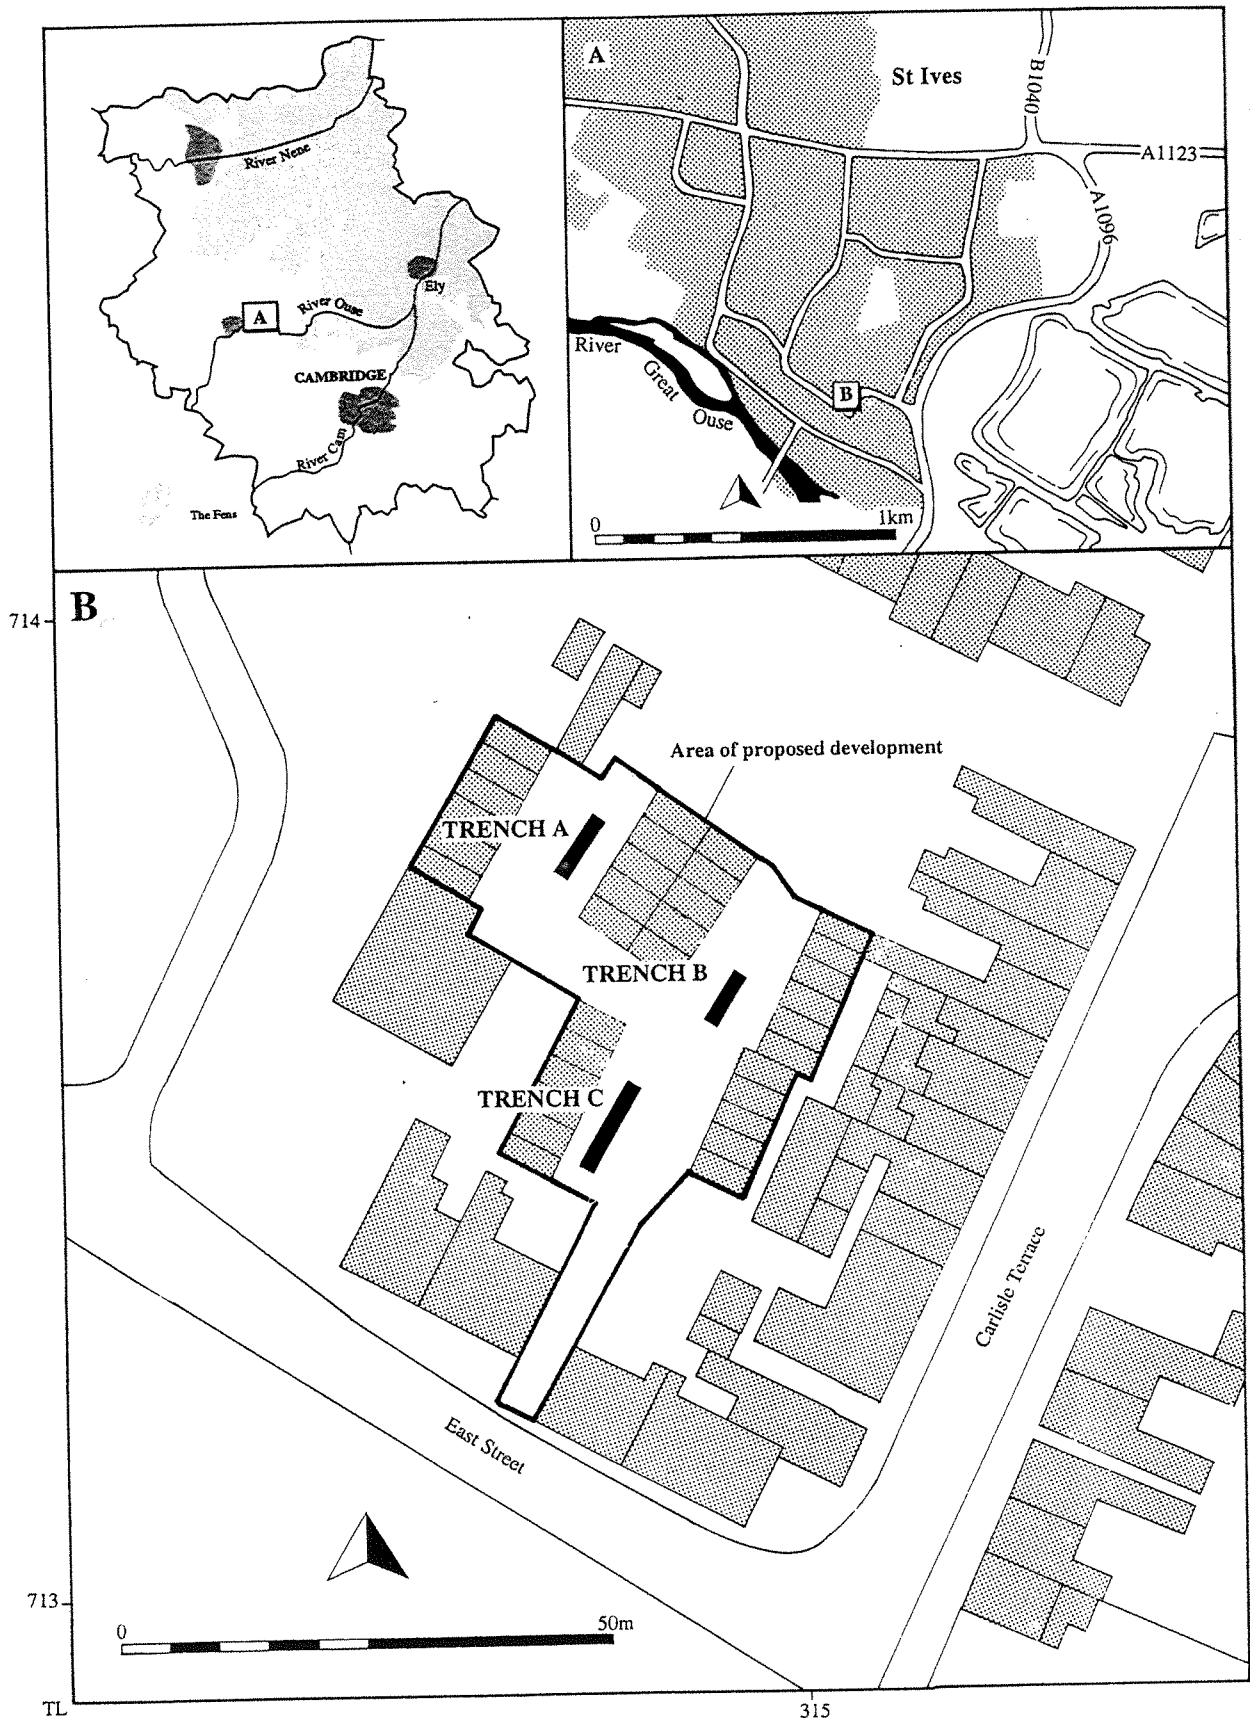 River Nene
Ely
A
River Ouse
CAMBRIDGE
River Cam
The Fens
A
St Ives
B1040
A1123
A1096
River
Great
Ouse
B
0
1km
B
714
Area of proposed development
TRENCH A
TRENCH B
TRENCH C
Carlisle Terrace
East Street
713
0
50m
TL
315